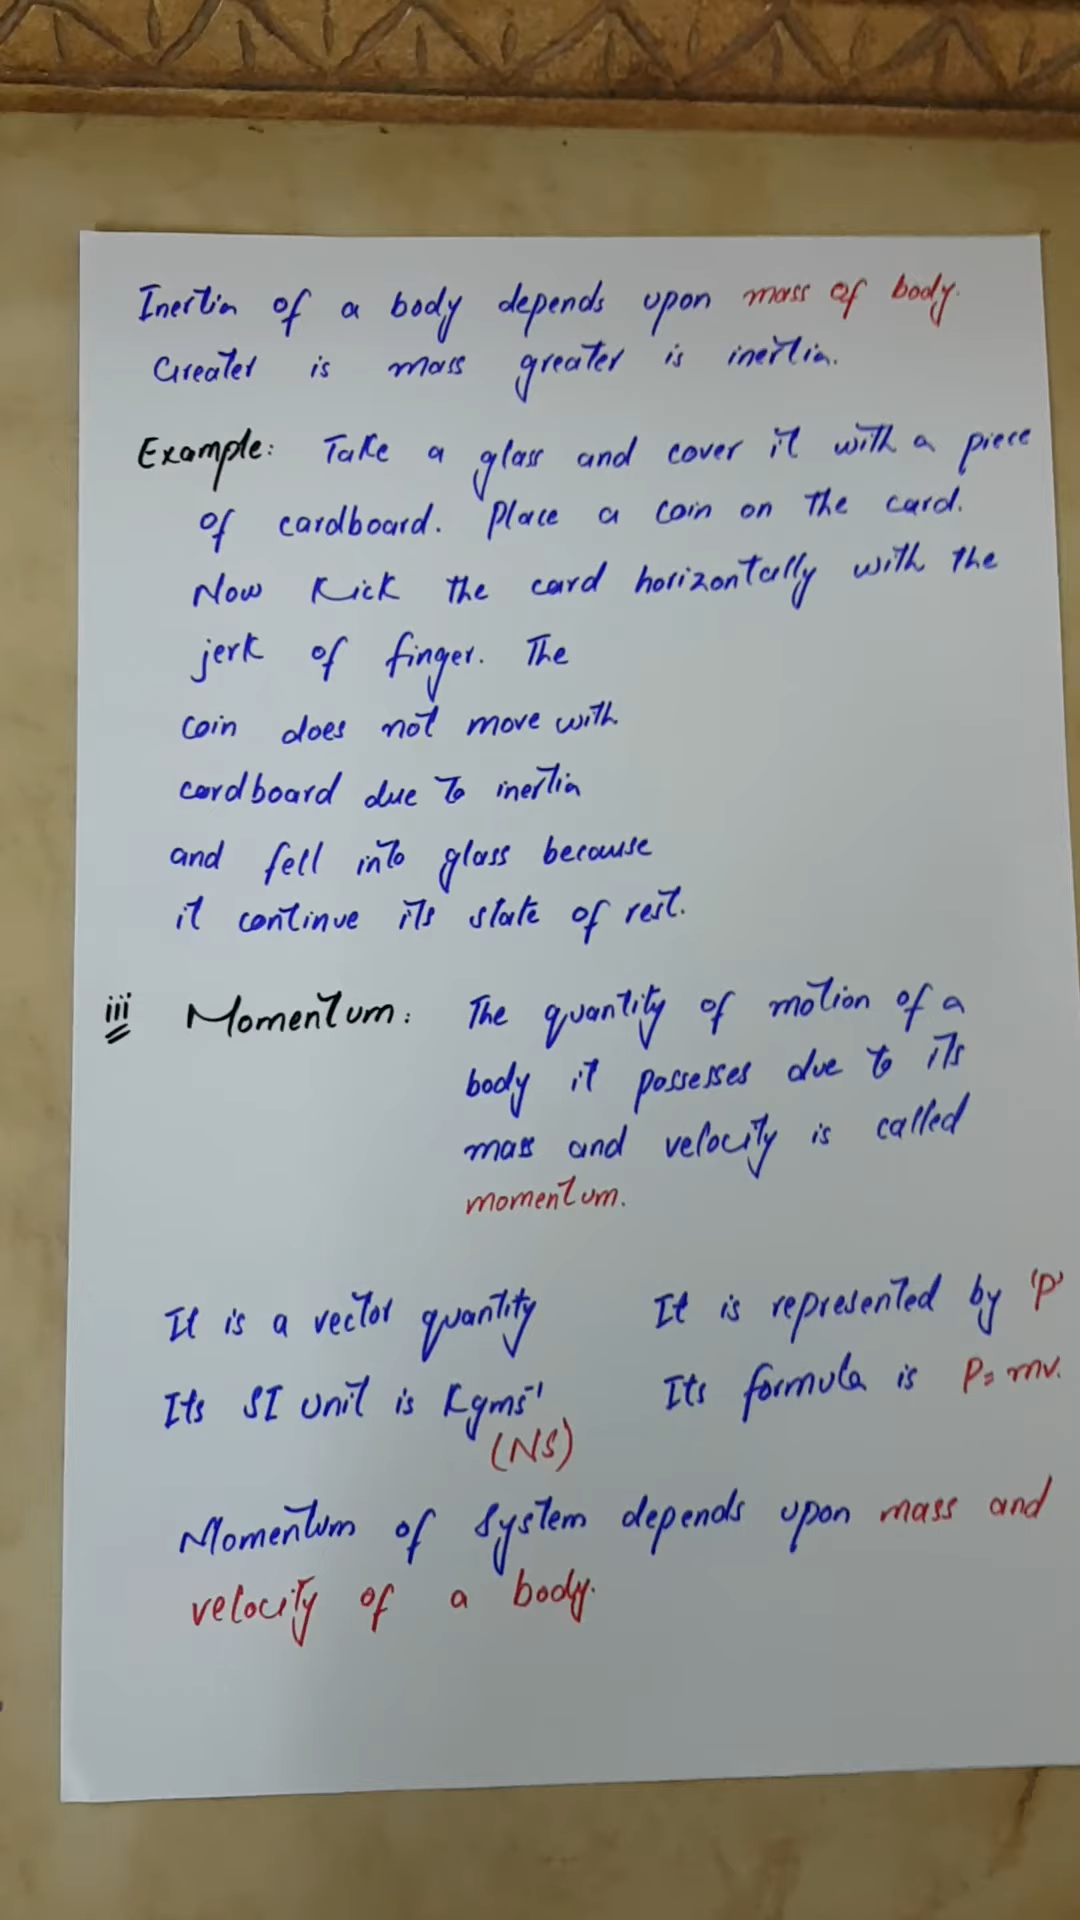 Inertia of a body depends upon mass of body.
Greater is mass greater is inertia.
Example: Take a glass and cover it with a piece
of cardboard. Place a coin on the card.
Now Kick the card horizontally with the
jerk of finger. The
coin does not move with
cardboard due to inertia
and fell into glass because
it continue its state of rest.
iii Momentum: The quantity of motion of a
body it possesses due to its
mass and velocity is called
momentum.
It is a vector quantity It is represented by 'P'
Its SI Unit is Kgms⁻¹ Its formula is P = mv.
(NS)
Momentum of System depends upon mass and
velocity of a body.